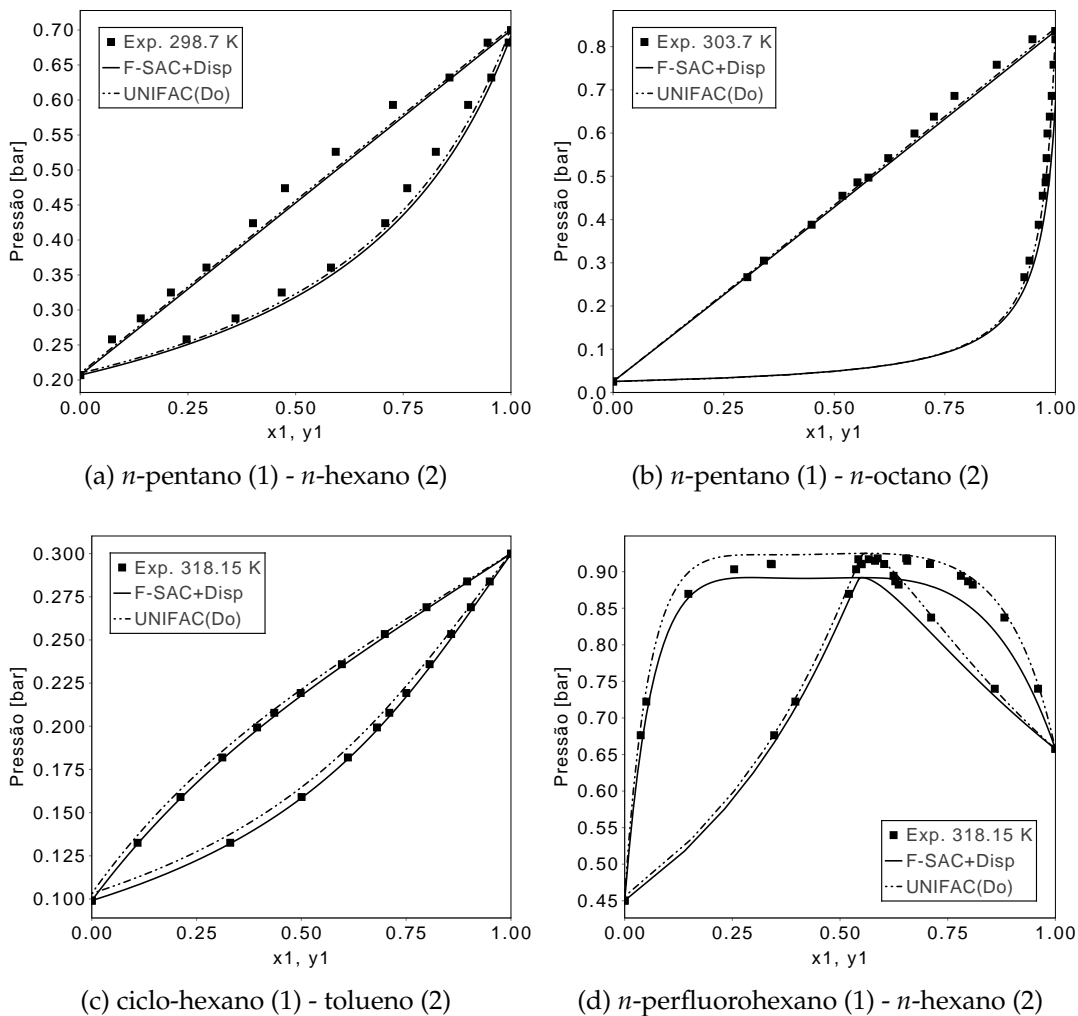 0.70
0.65
0.60
0.55
0.50
0.45
0.40
0.35
0.30
0.25
0.20
Pressão [bar]
Exp. 298.7 K
F-SAC+Disp
UNIFAC(Do)
0.00 0.25 0.50 0.75 1.00
x1, y1
(a) n-pentano (1) - n-hexano (2)
0.8
0.7
0.6
0.5
0.4
0.3
0.2
0.1
0.0
Pressão [bar]
Exp. 303.7 K
F-SAC+Disp
UNIFAC(Do)
0.00 0.25 0.50 0.75 1.00
x1, y1
(b) n-pentano (1) - n-octano (2)
0.300
0.275
0.250
0.225
0.200
0.175
0.150
0.125
0.100
Pressão [bar]
Exp. 318.15 K
F-SAC+Disp
UNIFAC(Do)
0.00 0.25 0.50 0.75 1.00
x1, y1
(c) ciclo-hexano (1) - tolueno (2)
0.90
0.85
0.80
0.75
0.70
0.65
0.60
0.55
0.50
0.45
Pressão [bar]
Exp. 318.15 K
F-SAC+Disp
UNIFAC(Do)
0.00 0.25 0.50 0.75 1.00
x1, y1
(d) n-perfluorohexano (1) - n-hexano (2)